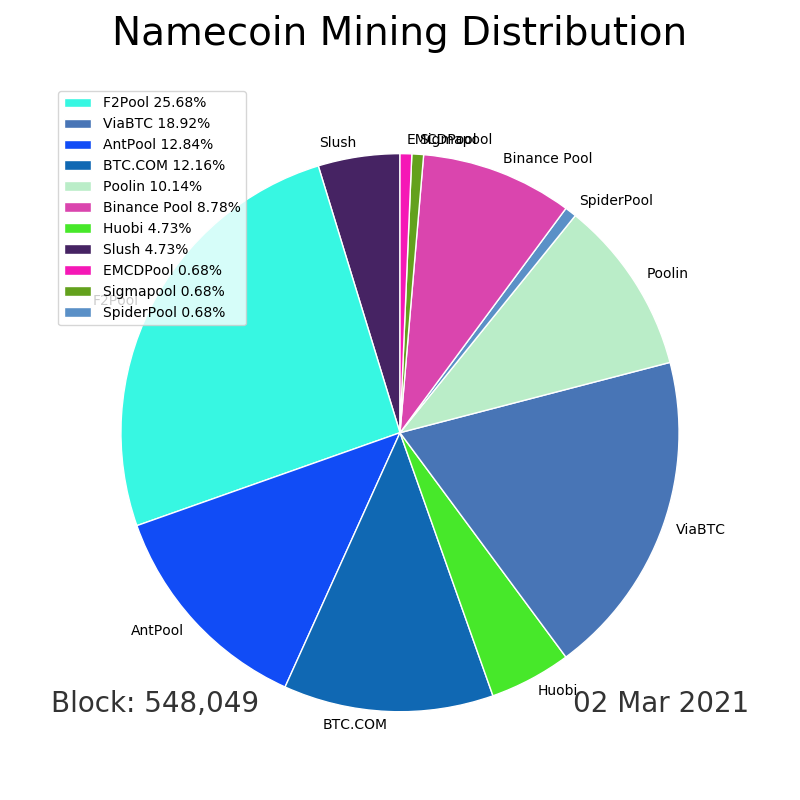 Namecoin Mining Distribution
F2Pool 25.68%
ViaBTC 18.92%
AntPool 12.84%
BTC.COM 12.16%
Poolin 10.14%
Binance Pool 8.78%
Huobi 4.73%
Slush 4.73%
EMCDPool 0.68%
Sigmapool 0.68%
SpiderPool 0.68%
Slush
EMCDPool
Sigmapool
Binance Pool
SpiderPool
Poolin
F2Pool
ViaBTC
AntPool
Huobi
BTC.COM
Block: 548,049
02 Mar 2021